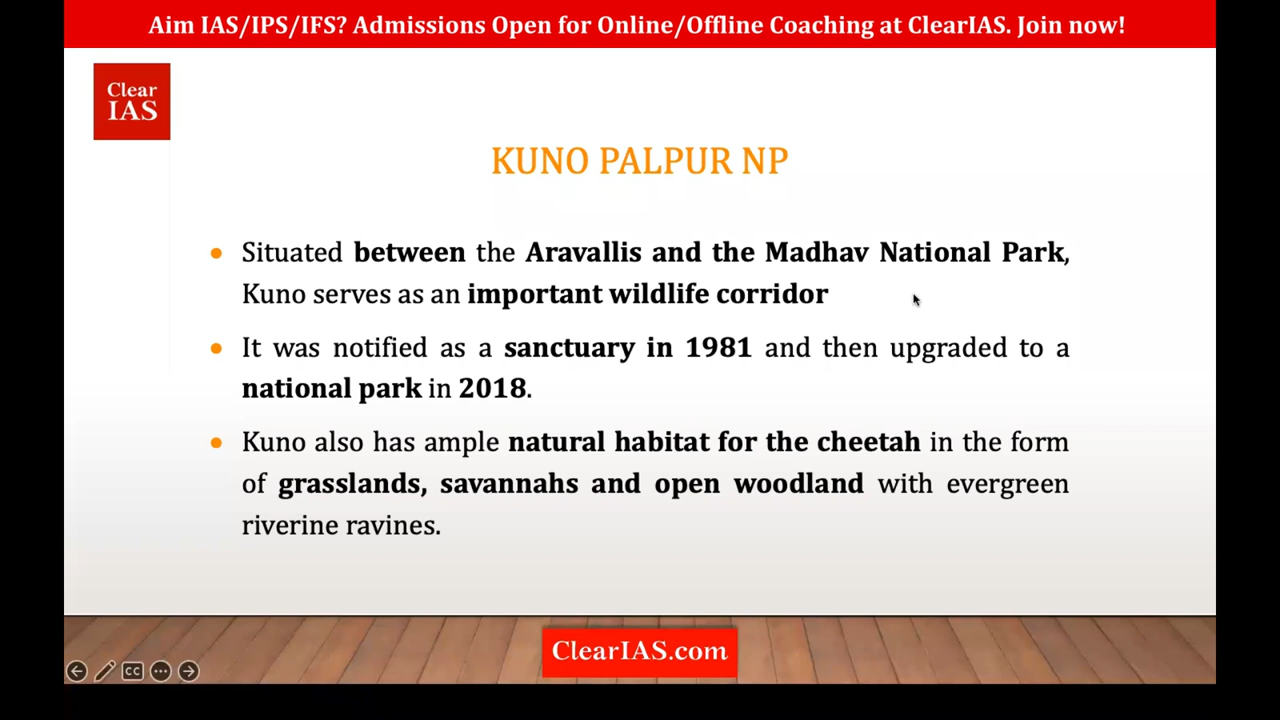 Aim IAS/IPS/IFS? Admissions Open for Online/Offline Coaching at ClearIAS. Join now!
Clear
IAS
KUNO PALPUR NP
• Situated between the Aravallis and the Madhav National Park,
Kuno serves as an important wildlife corridor
• It was notified as a sanctuary in 1981 and then upgraded to a
national park in 2018.
• Kuno also has ample natural habitat for the cheetah in the form
of grasslands, savannahs and open woodland with evergreen
riverine ravines.
ClearIAS.com
CC